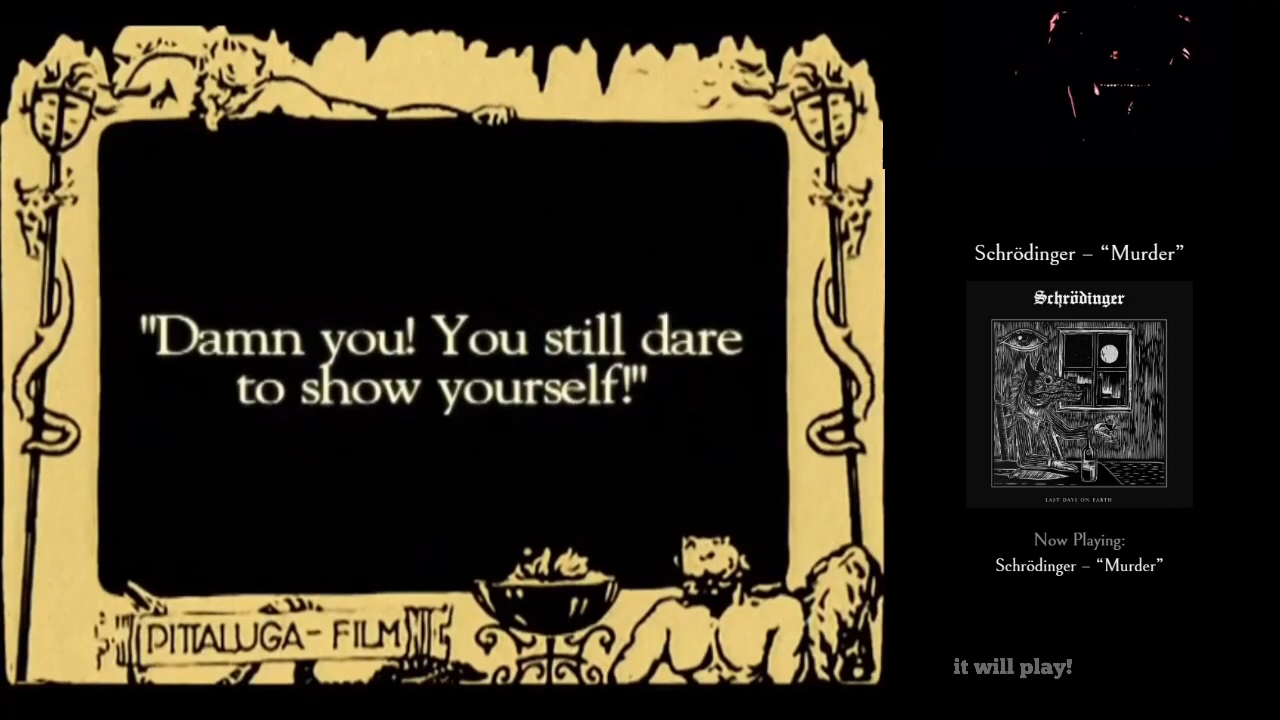 "Damn you! You still dare
to show yourself!"
PITTALUGA- FILM
Schrödinger – “Murder”
Schrödinger
LAST DAYS ON EARTH
Now Playing:
Schrödinger – “Murder”
it will play!